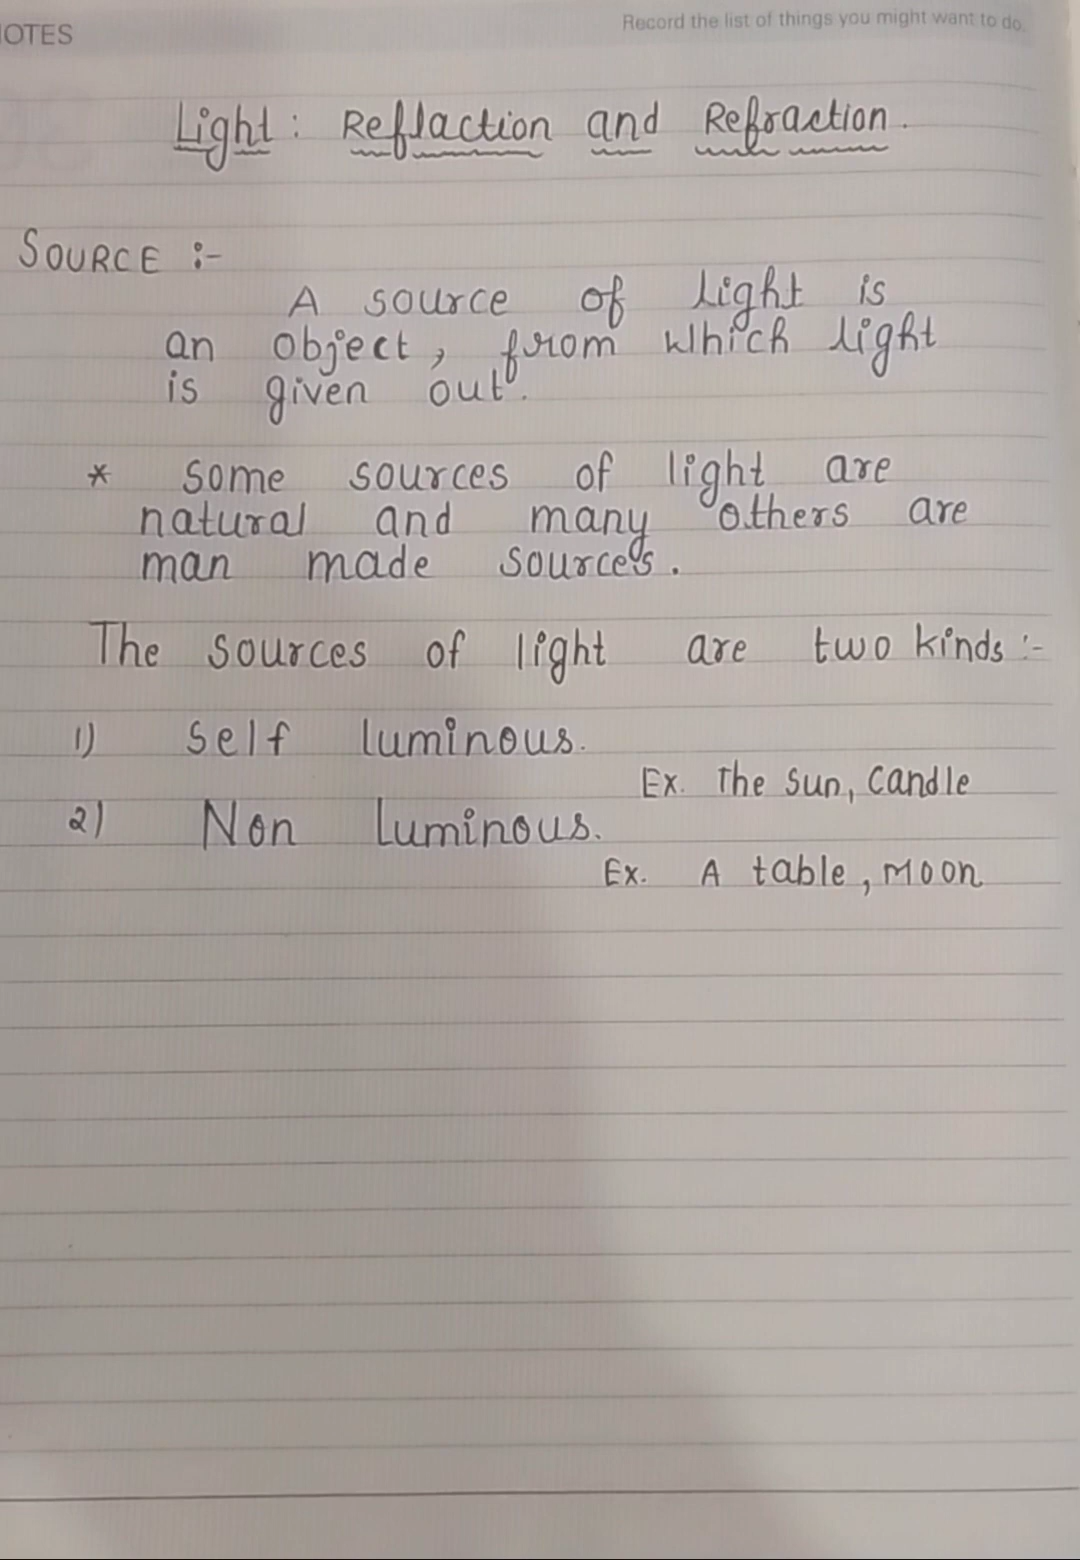 OTES
Record the list of things you might want to do.
Light : Reflaction and Refraction.
SOURCE :-
A source of light is
an object, from which light
is given out.
* Some sources of light are
natural and many others are
man made sources.
The sources of light are two kinds :-
1) Self luminous.
Ex. The Sun, Candle
2) Non luminous.
Ex. A table, Moon